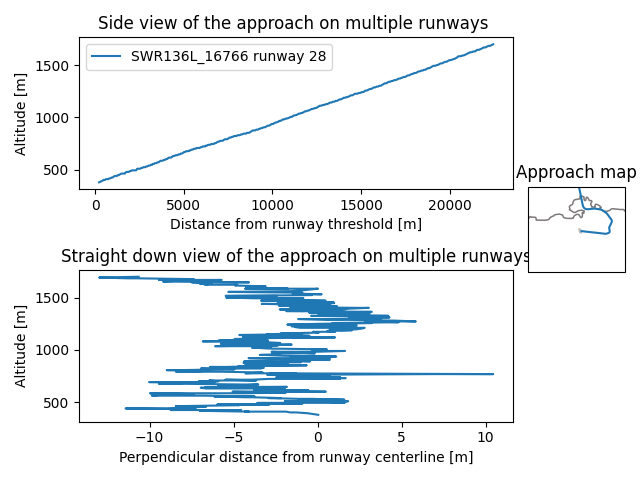 Side view of the approach on multiple runways
SWR136L_16766 runway 28
Altitude [m]
1500
1000
500
0
5000
10000
15000
20000
Distance from runway threshold [m]
Approach map
Straight down view of the approach on multiple runways
Altitude [m]
1500
1000
500
−10
−5
0
5
10
Perpendicular distance from runway centerline [m]